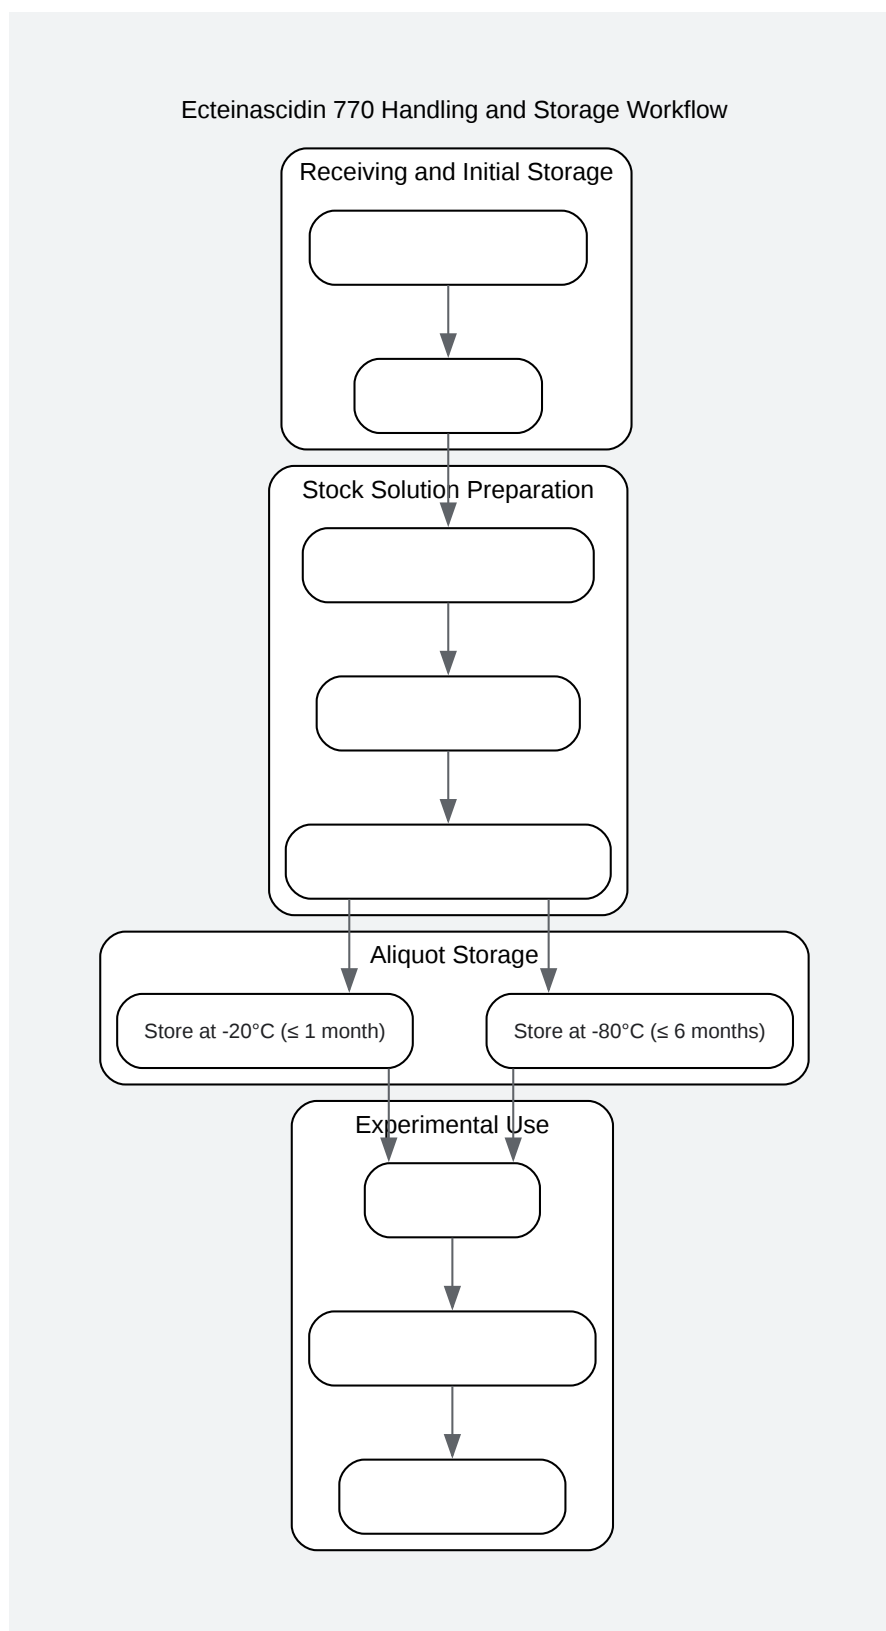 Ecteinascidin 770 Handling and Storage Workflow
Receiving and Initial Storage
Stock Solution Preparation
Aliquot Storage
Store at -20°C (≤ 1 month)
Store at -80°C (≤ 6 months)
Experimental Use